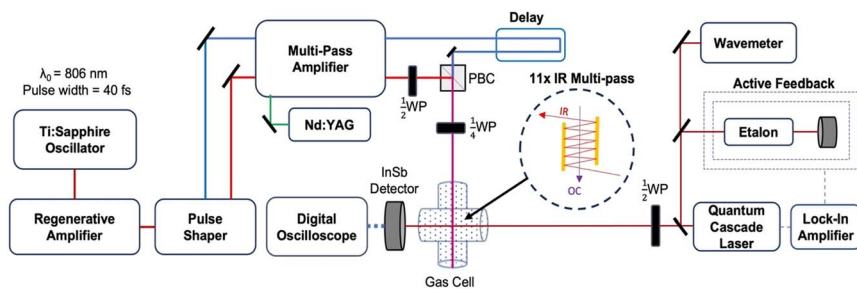 Delay
Multi-Pass
Amplifier
Wavemeter
λ₀ = 806 nm
Pulse width = 40 fs
PBC
11x IR Multi-pass
Active Feedback
½WP
Nd:YAG
IR
Etalon
Ti:Sapphire
Oscillator
¼WP
InSb
Detector
OC
½WP
Regenerative
Amplifier
Pulse
Shaper
Digital
Oscilloscope
Quantum
Cascade
Laser
Lock-In
Amplifier
Gas Cell